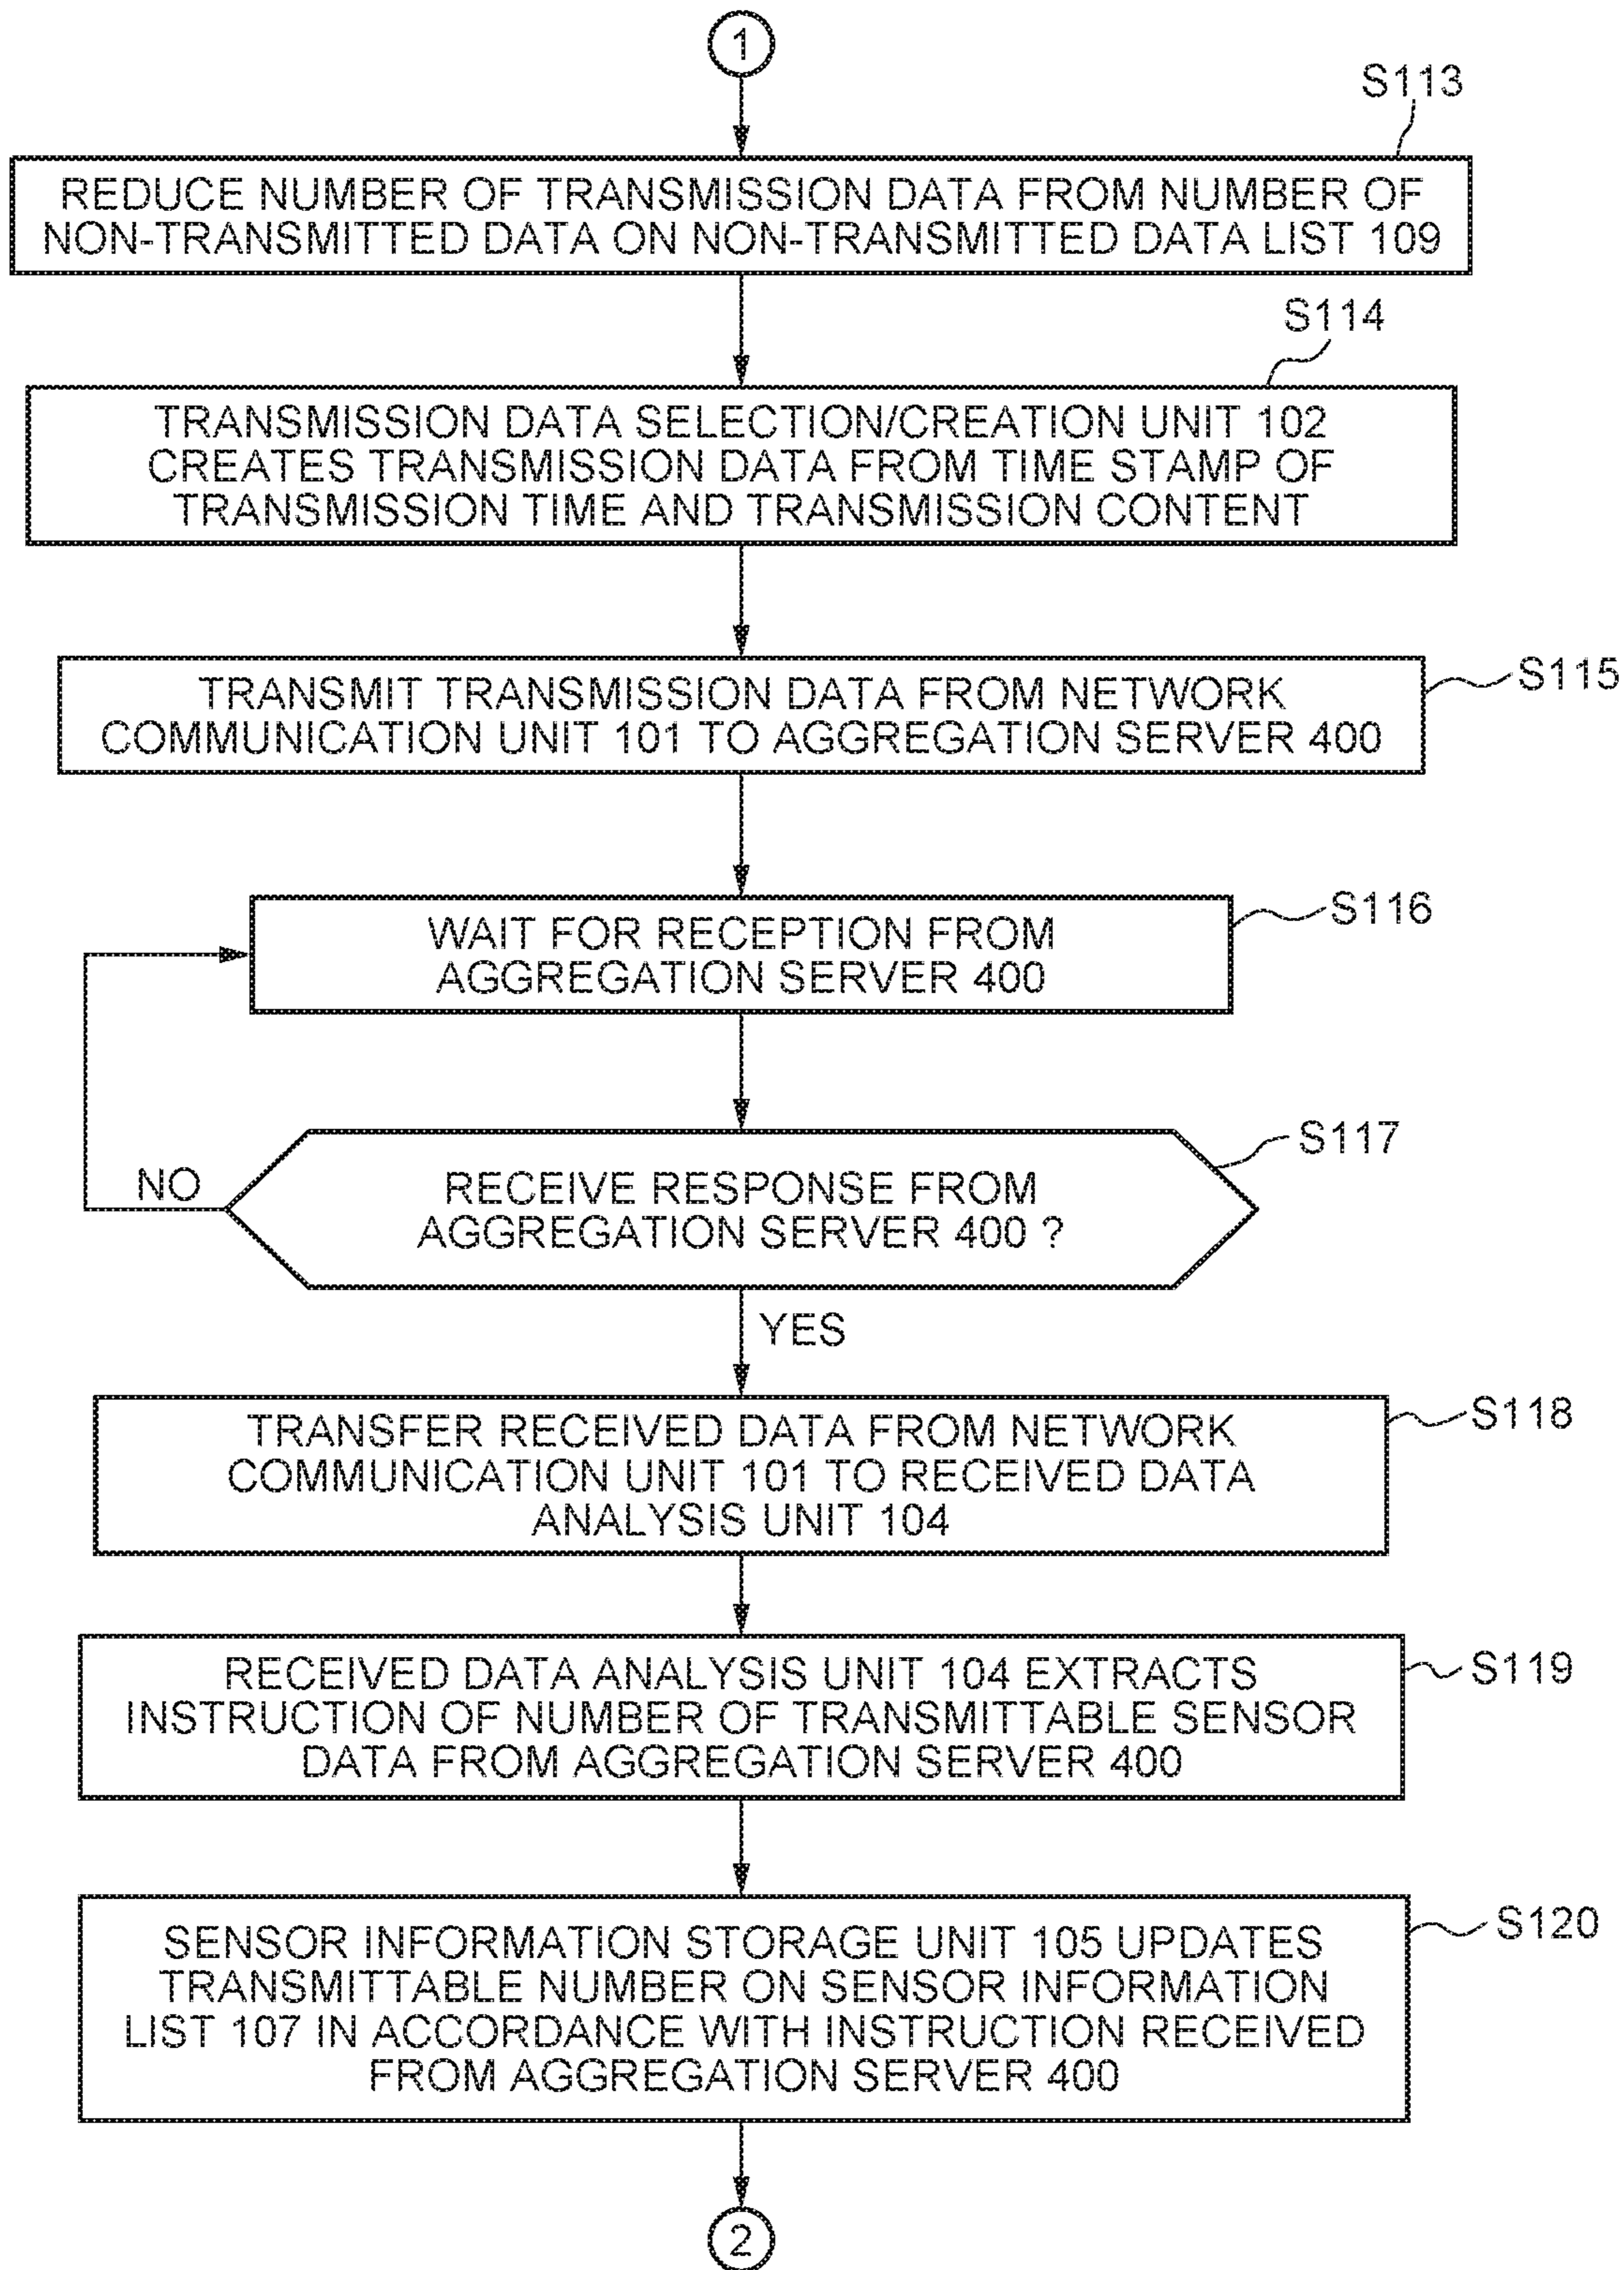 1
S113
REDUCE NUMBER OF TRANSMISSION DATA FROM NUMBER OF
NON-TRANSMITTED DATA ON NON-TRANSMITTED DATA LIST 109
S114
TRANSMISSION DATA SELECTION/CREATION UNIT 102
CREATES TRANSMISSION DATA FROM TIME STAMP OF
TRANSMISSION TIME AND TRANSMISSION CONTENT
S115
TRANSMIT TRANSMISSION DATA FROM NETWORK
COMMUNICATION UNIT 101 TO AGGREGATION SERVER 400
S116
WAIT FOR RECEPTION FROM
AGGREGATION SERVER 400
S117
NO
RECEIVE RESPONSE FROM
AGGREGATION SERVER 400 ?
YES
S118
TRANSFER RECEIVED DATA FROM NETWORK
COMMUNICATION UNIT 101 TO RECEIVED DATA
ANALYSIS UNIT 104
S119
RECEIVED DATA ANALYSIS UNIT 104 EXTRACTS
INSTRUCTION OF NUMBER OF TRANSMITTABLE SENSOR
DATA FROM AGGREGATION SERVER 400
S120
SENSOR INFORMATION STORAGE UNIT 105 UPDATES
TRANSMITTABLE NUMBER ON SENSOR INFORMATION
LIST 107 IN ACCORDANCE WITH INSTRUCTION RECEIVED
FROM AGGREGATION SERVER 400
2